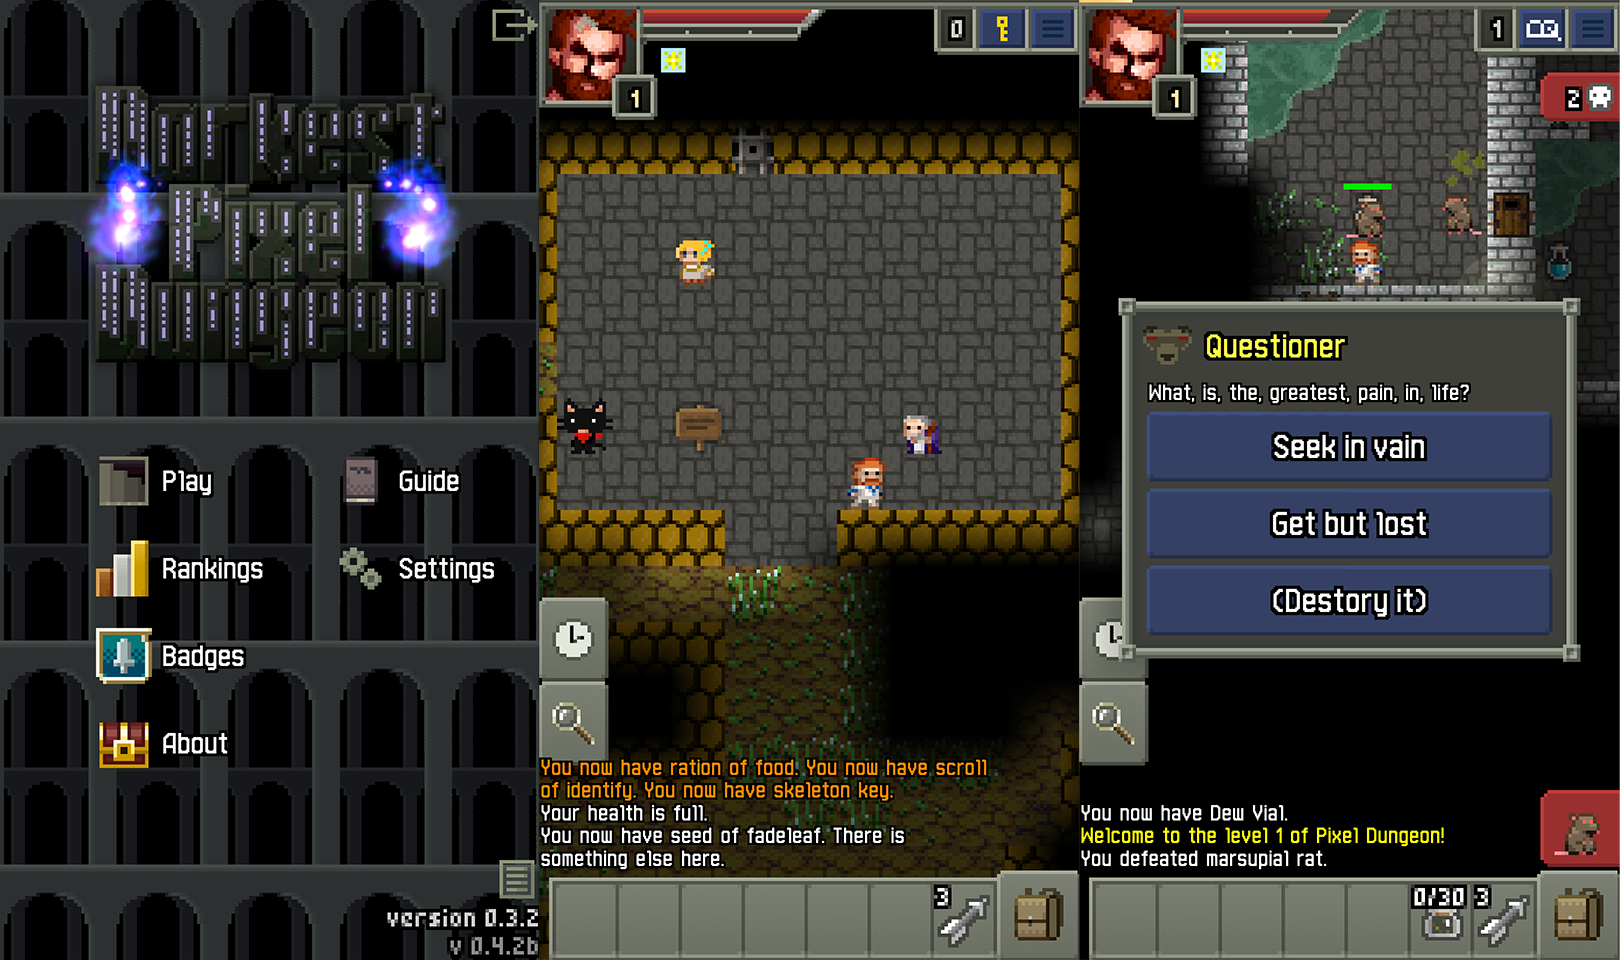 Darkest
Pixel
Dungeon
Play
Guide
Rankings
Settings
Badges
About
version 0.3.2
v 0.4.2b
1
0
You now have ration of food. You now have scroll
of identify. You now have skeleton key.
Your health is full.
You now have seed of fadeleaf. There is
something else here.
3
1
1
2
Questioner
What, is, the, greatest, pain, in, life?
Seek in vain
Get but lost
(Destory it)
You now have Dew Vial.
Welcome to the level 1 of Pixel Dungeon!
You defeated marsupial rat.
0/30
3